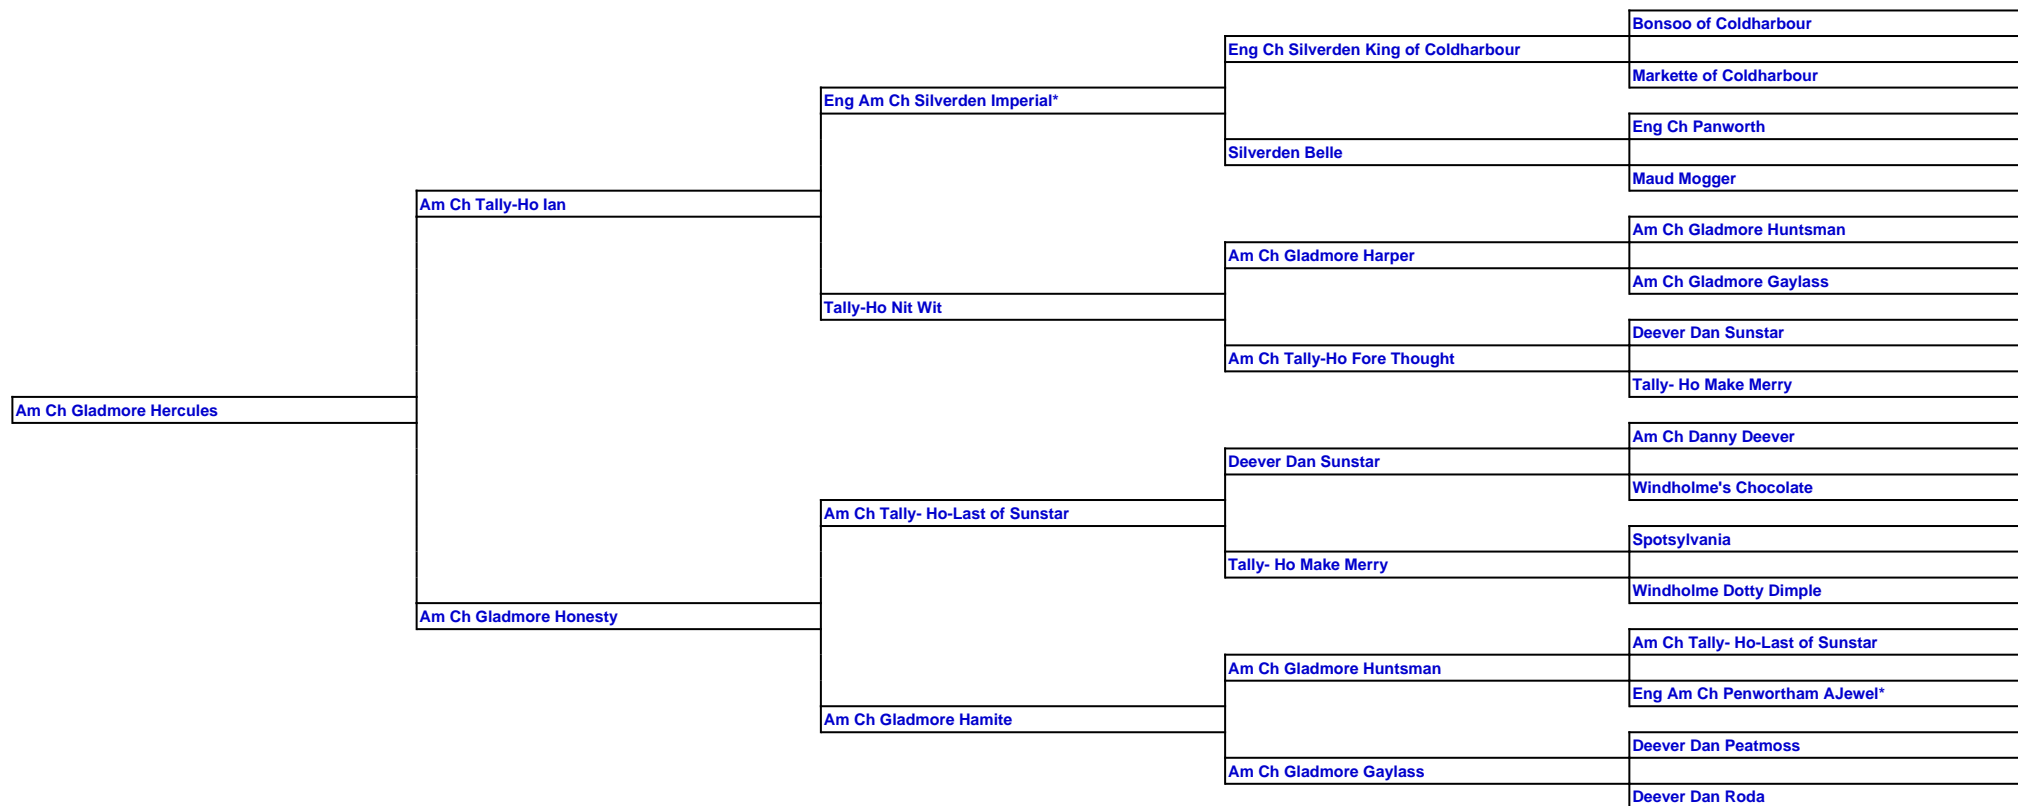 Bonsoo of Coldharbour
Eng Ch Silverden King of Coldharbour
Markette of Coldharbour
Eng Am Ch Silverden Imperial*
Eng Ch Panworth
Silverden Belle
Maud Mogger
Am Ch Tally-Ho Ian
Am Ch Gladmore Huntsman
Am Ch Gladmore Harper
Am Ch Gladmore Gaylass
Tally-Ho Nit Wit
Deever Dan Sunstar
Am Ch Tally-Ho Fore Thought
Tally- Ho Make Merry
Am Ch Gladmore Hercules
Am Ch Danny Deever
Deever Dan Sunstar
Windholme's Chocolate
Am Ch Tally- Ho-Last of Sunstar
Spotsylvania
Tally- Ho Make Merry
Windholme Dotty Dimple
Am Ch Gladmore Honesty
Am Ch Tally- Ho-Last of Sunstar
Am Ch Gladmore Huntsman
Eng Am Ch Penwortham AJewel*
Am Ch Gladmore Hamite
Deever Dan Peatmoss
Am Ch Gladmore Gaylass
Deever Dan Roda